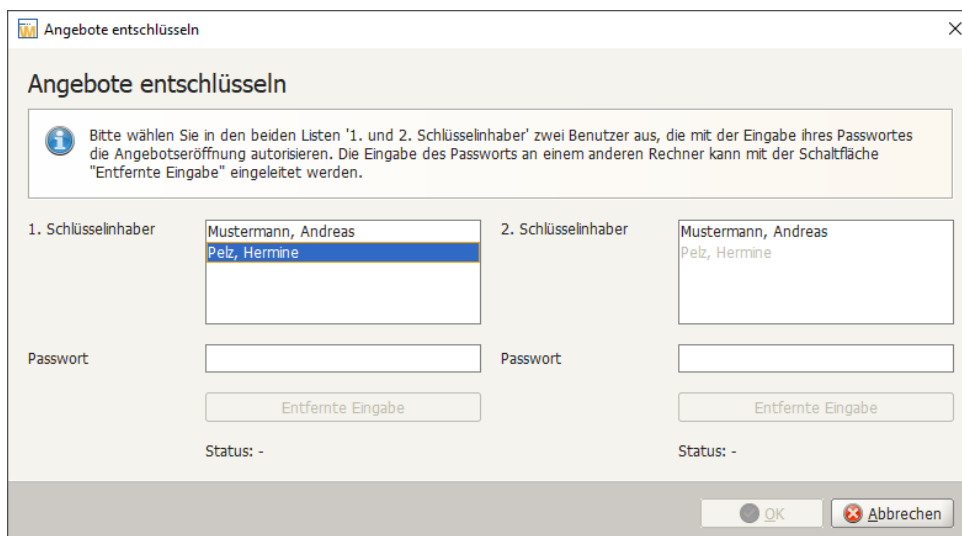 Angebote entschlüsseln
Angebote entschlüsseln
Bitte wählen Sie in den beiden Listen '1. und 2. Schlüsselinhaber' zwei Benutzer aus, die mit der Eingabe ihres Passwortes
die Angebotseröffnung autorisieren. Die Eingabe des Passworts an einem anderen Rechner kann mit der Schaltfläche
"Entfernte Eingabe" eingeleitet werden.
1. Schlüsselinhaber
Mustermann, Andreas
Pelz, Hermine
2. Schlüsselinhaber
Mustermann, Andreas
Pelz, Hermine
Passwort
Passwort
Entfernte Eingabe
Entfernte Eingabe
Status: -
Status: -
OK
Abbrechen